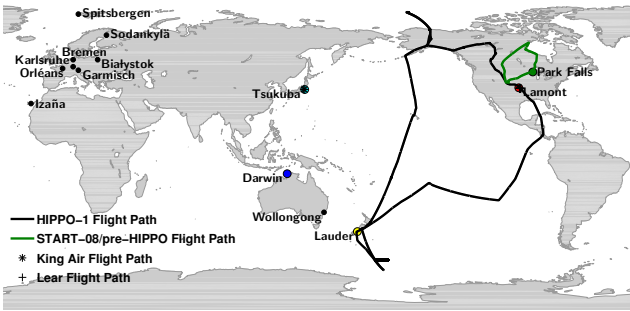 Spitsbergen
Sodankylä
Bremen
Karlsruhe
Białystok
Orléans
Garmisch
Park Falls
Tsukuba
Lamont
Izaña
Darwin
Wollongong
Lauder
HIPPO−1 Flight Path
START−08/pre−HIPPO Flight Path
King Air Flight Path
Lear Flight Path